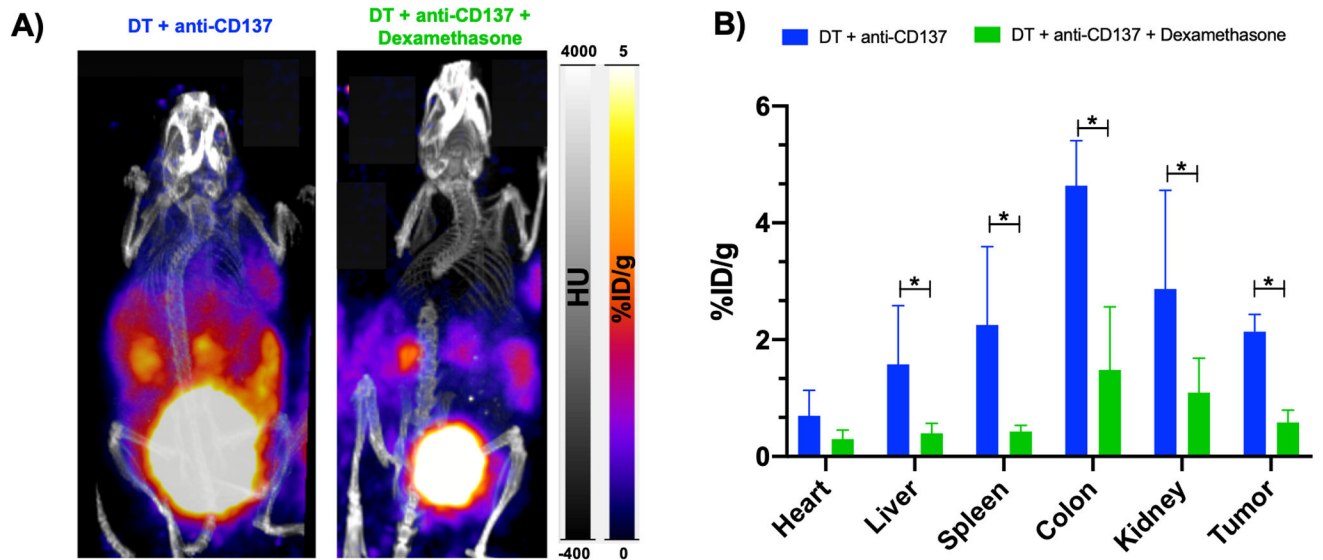 A)
DT + anti-CD137
DT + anti-CD137 +
Dexamethasone
4000
5
HU
%ID/g
-400
0
B)
DT + anti-CD137
DT + anti-CD137 + Dexamethasone
%ID/g
6
4
2
0
*
*
*
*
*
Heart
Liver
Spleen
Colon
Kidney
Tumor